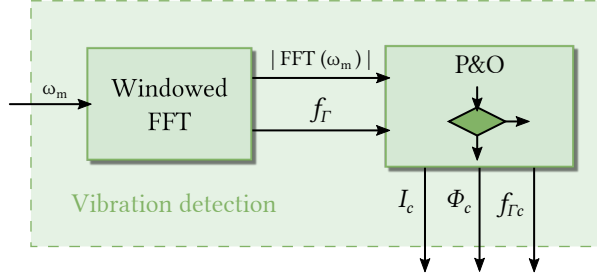 ω_m
Windowed
FFT
| FFT (ω_m) |
f_Γ
P&O
Vibration detection
I_c
Φ_c
f_Γc